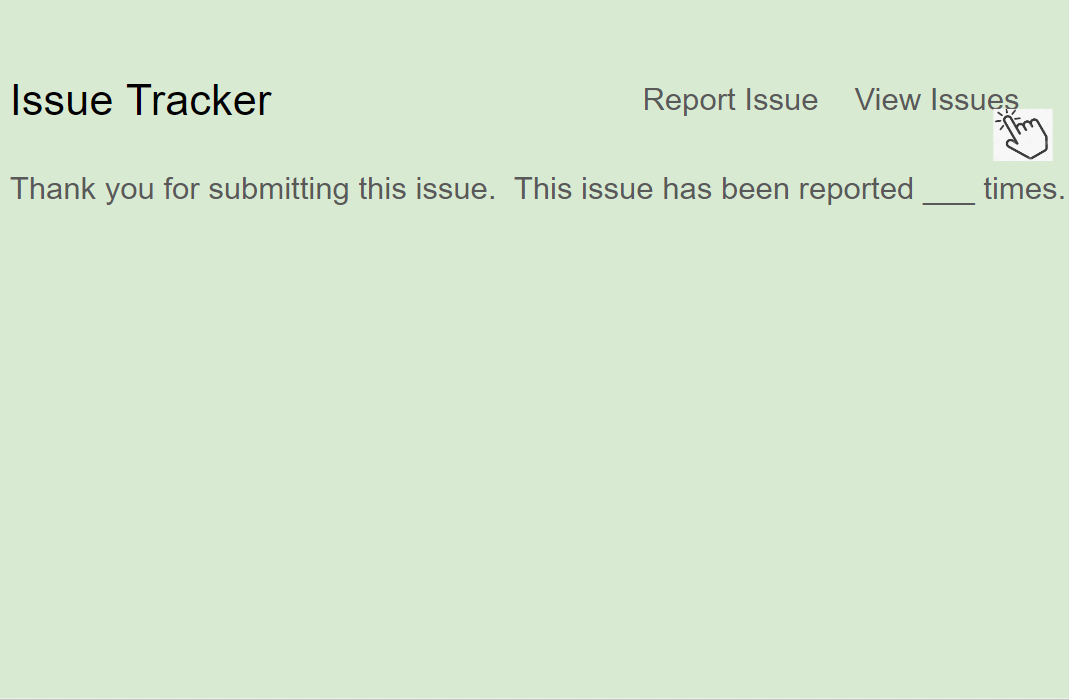 Issue Tracker
Report Issue View Issues
Thank you for submitting this issue. This issue has been reported ___ times.